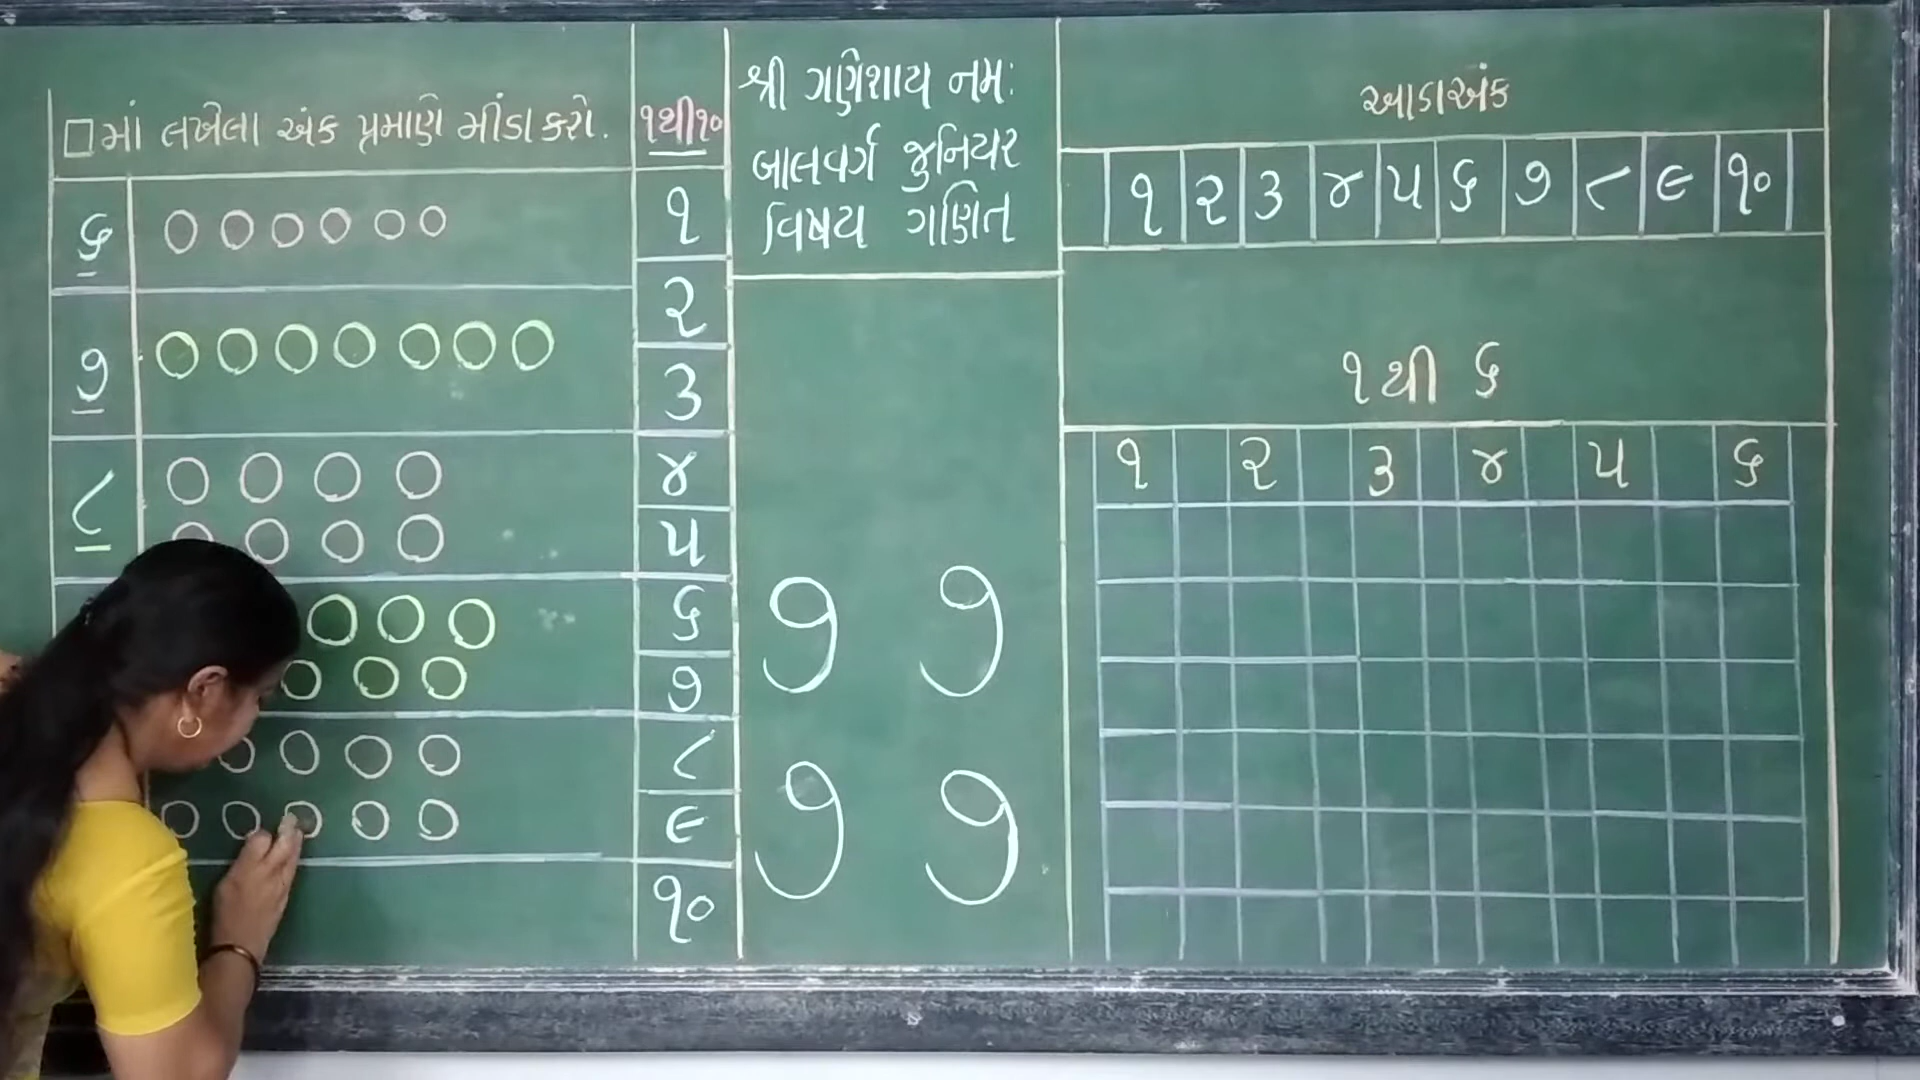 □માં લખેલા અંક પ્રમાણે મીંડા કરો.
૬
૭
૮
૧થી૧૦
૧
૨
૩
૪
૫
૬
૭
૮
૯
૧૦
શ્રી ગણેશાય નમઃ
બાલવર્ગ જુનિયર
વિષય ગણિત
૭ ૭
૭ ૭
આડાઅંક
૧ ૨ ૩ ૪ ૫ ૬ ૭ ૮ ૯ ૧૦
૧થી ૬
૧ ૨ ૩ ૪ ૫ ૬